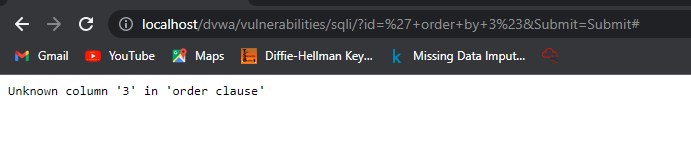 localhost/dvwa/vulnerabilities/sqli/?id=%27+order+by+3%23&Submit=Submit#
Gmail YouTube Maps Diffie-Hellman Key... k Missing Data Imput...
Unknown column '3' in 'order clause'